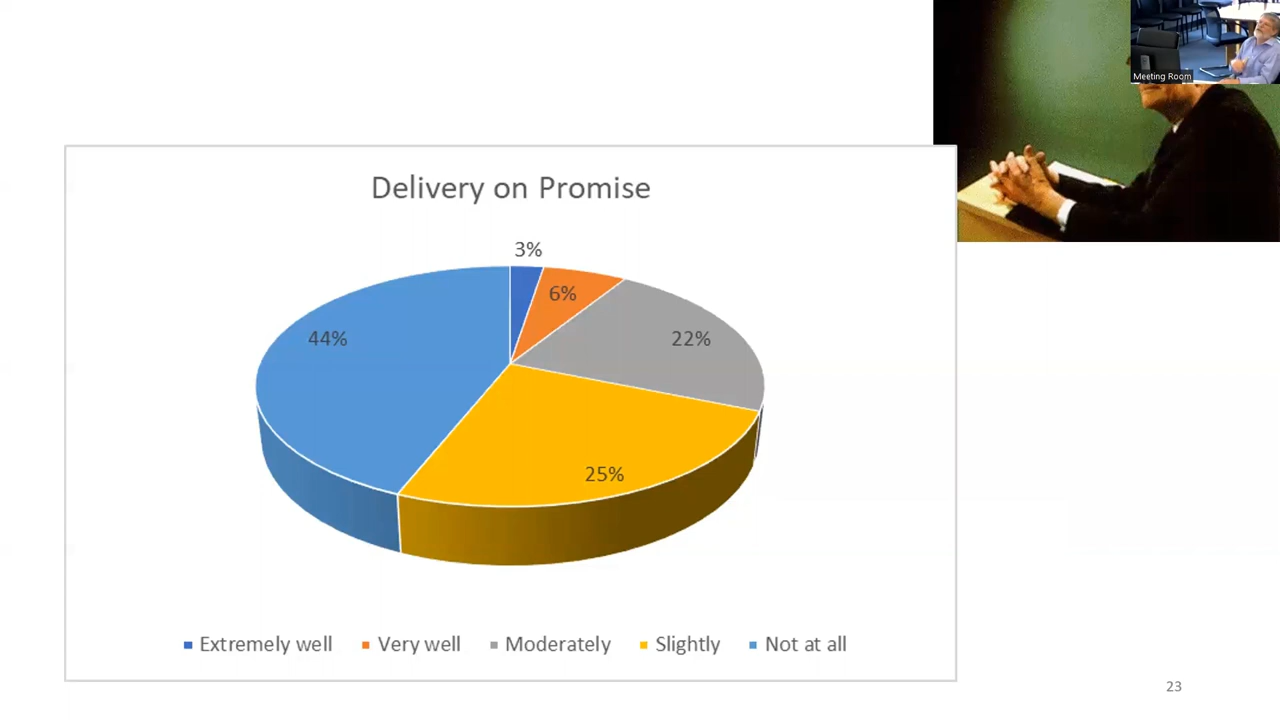 Meeting Room
Delivery on Promise
3%
6%
44%
22%
25%
Extremely well Very well Moderately Slightly Not at all
23